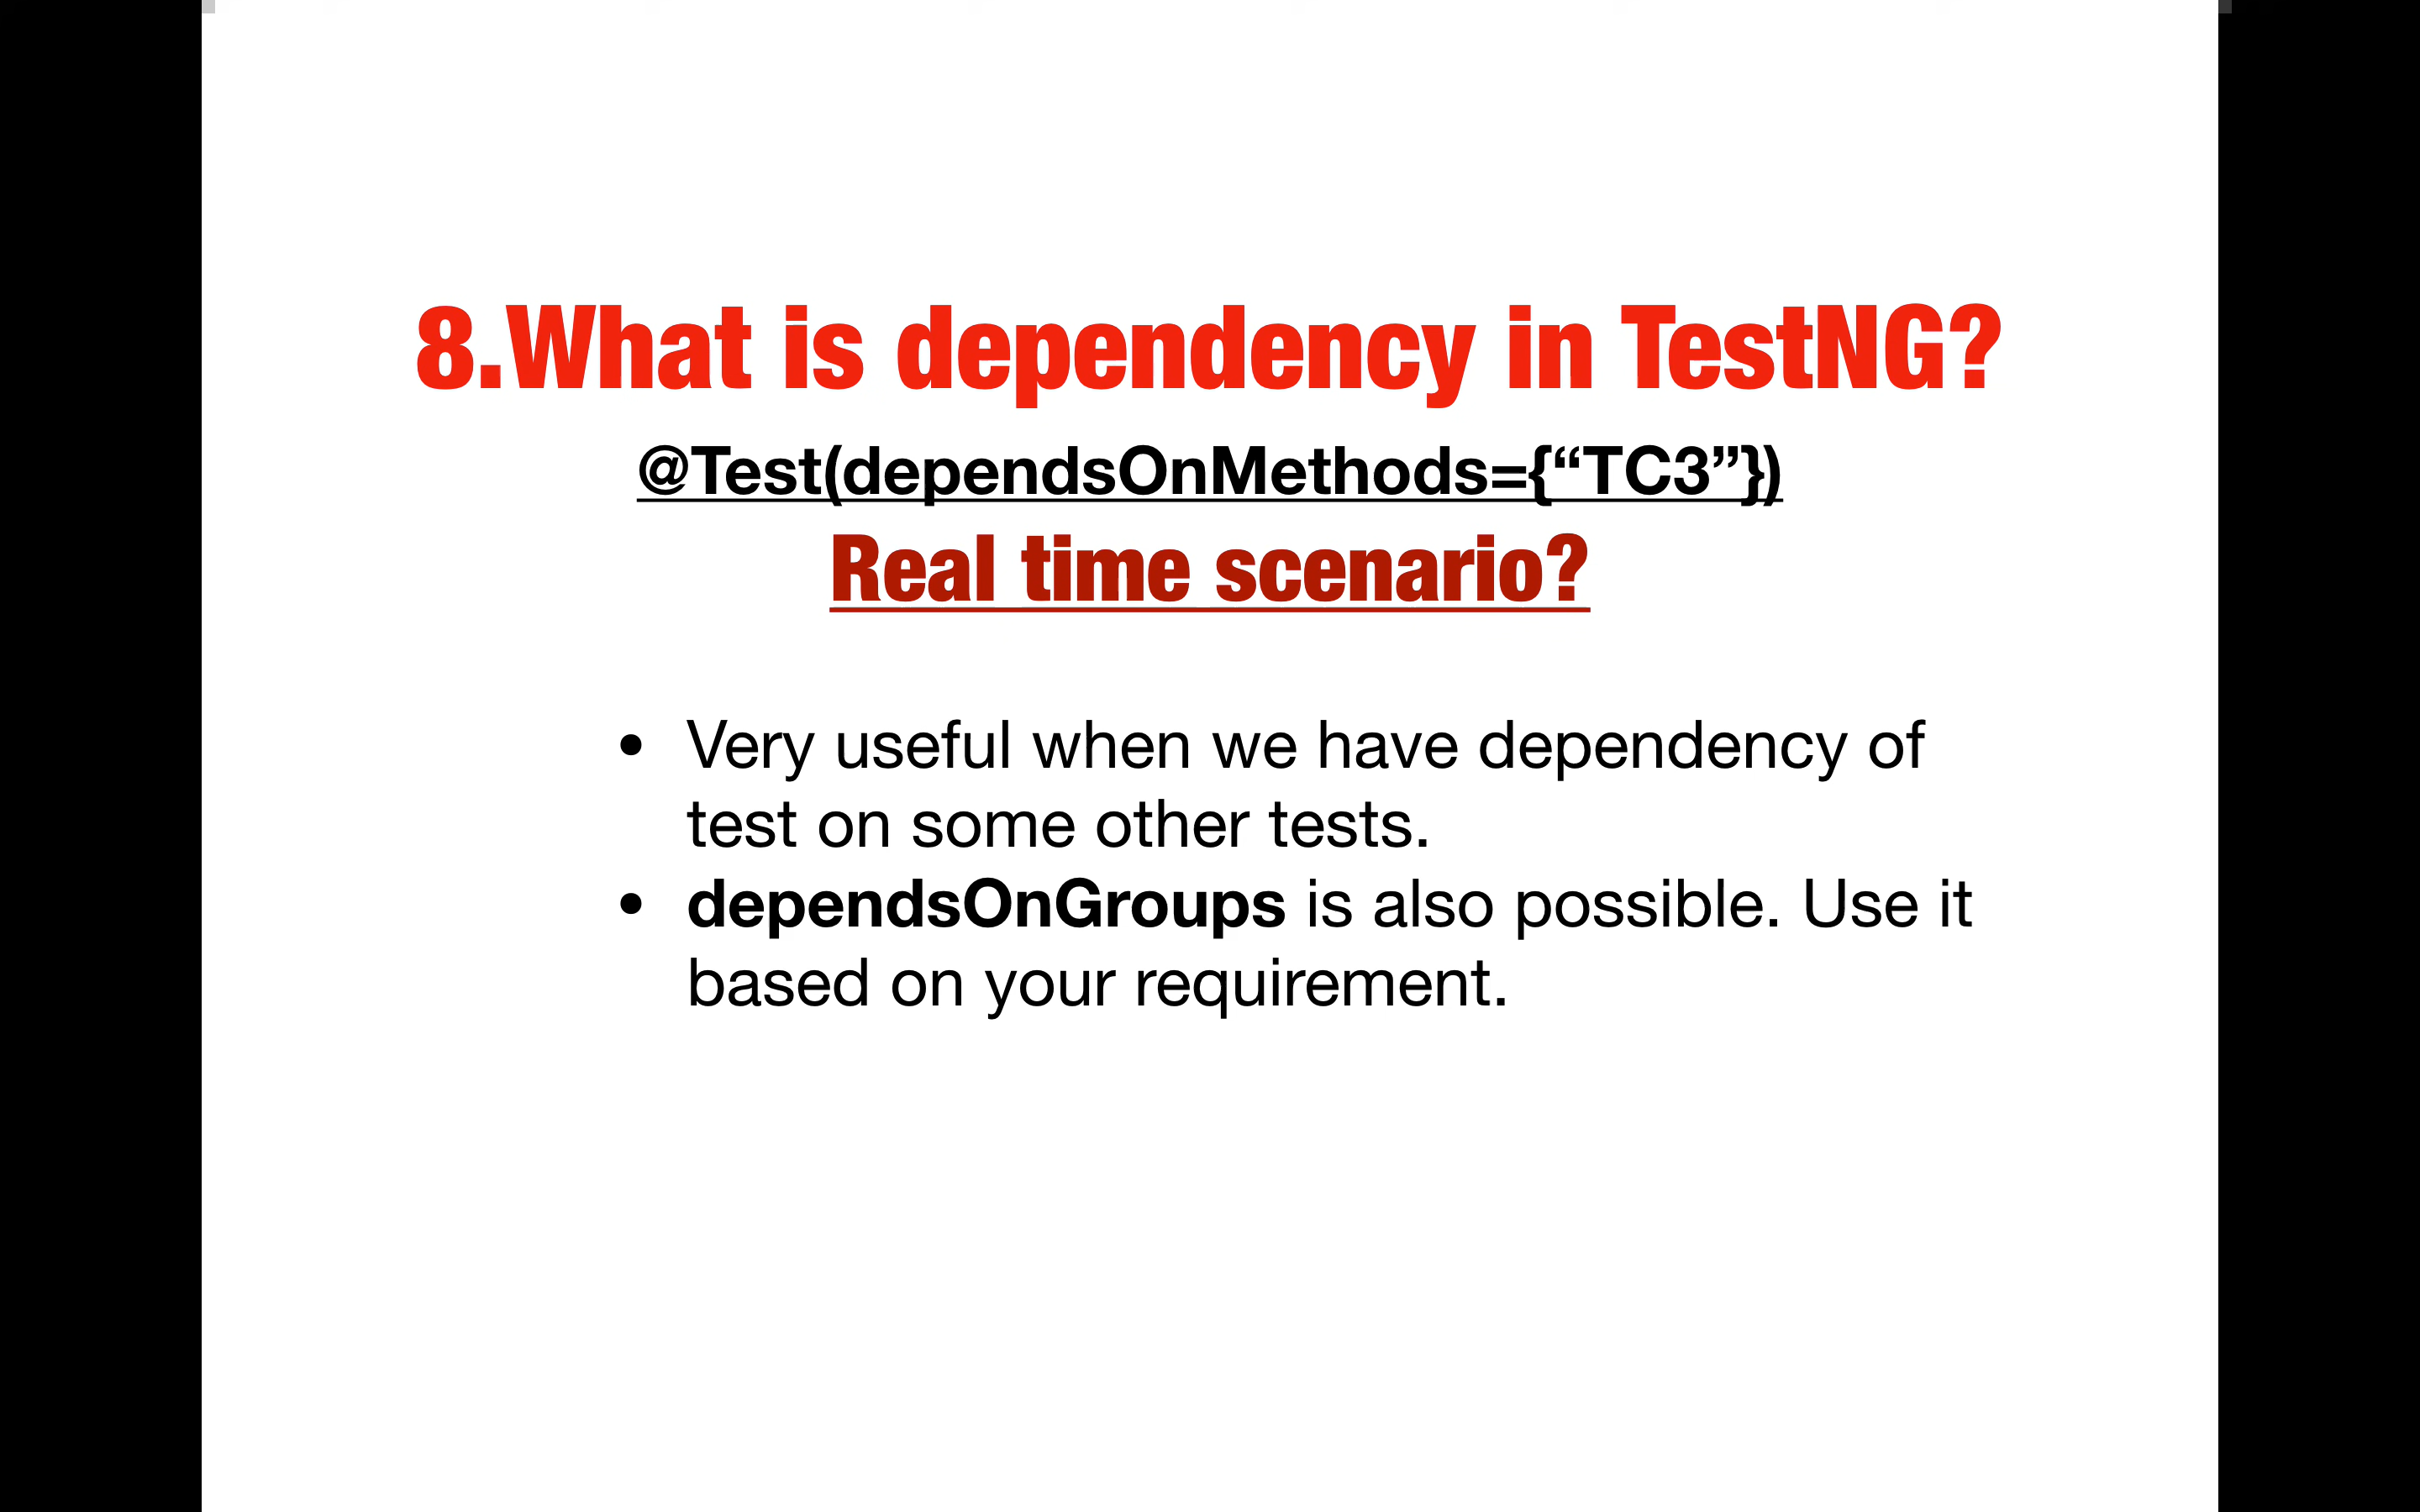 8.What is dependency in TestNG?
@Test(dependsOnMethods={“TC3”})
Real time scenario?
• Very useful when we have dependency of
test on some other tests.
• dependsOnGroups is also possible. Use it
based on your requirement.